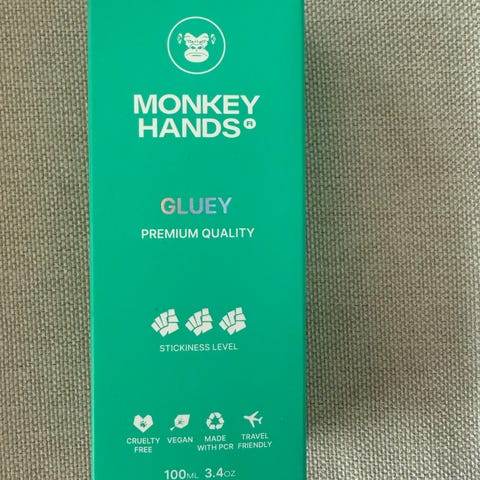 MONKEY
HANDS®
GLUEY
PREMIUM QUALITY
STICKINESS LEVEL
CRUELTY FREE
VEGAN
MADE WITH PCR
TRAVEL FRIENDLY
100ML 3.4OZ